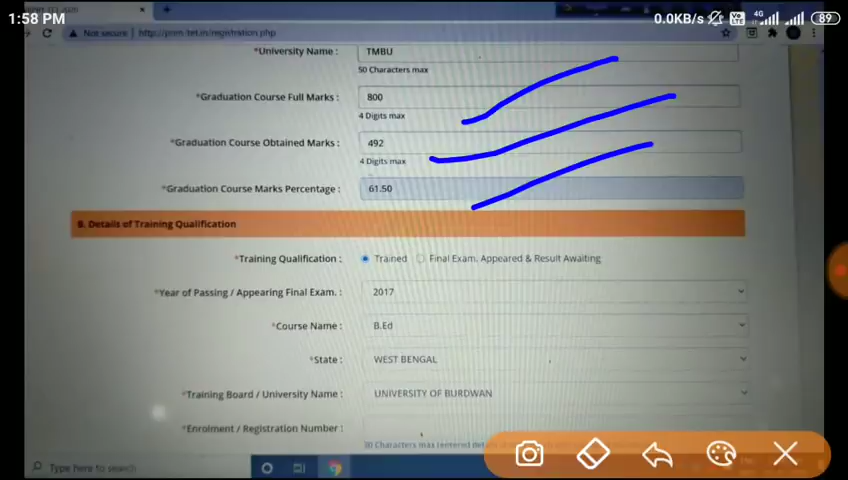 1:58 PM 0.0KB/s 4G 89
Not secure http://prim-tet.in/registration.php
*University Name : TMBU
50 Characters max
*Graduation Course Full Marks : 800
4 Digits max
*Graduation Course Obtained Marks : 492
4 Digits max
*Graduation Course Marks Percentage : 61.50
B. Details of Training Qualification
*Training Qualification : Trained Final Exam. Appeared & Result Awaiting
*Year of Passing / Appearing Final Exam. : 2017
*Course Name : B.Ed
*State : WEST BENGAL
*Training Board / University Name : UNIVERSITY OF BURDWAN
*Enrolment / Registration Number :
30 Characters max
Type here to search